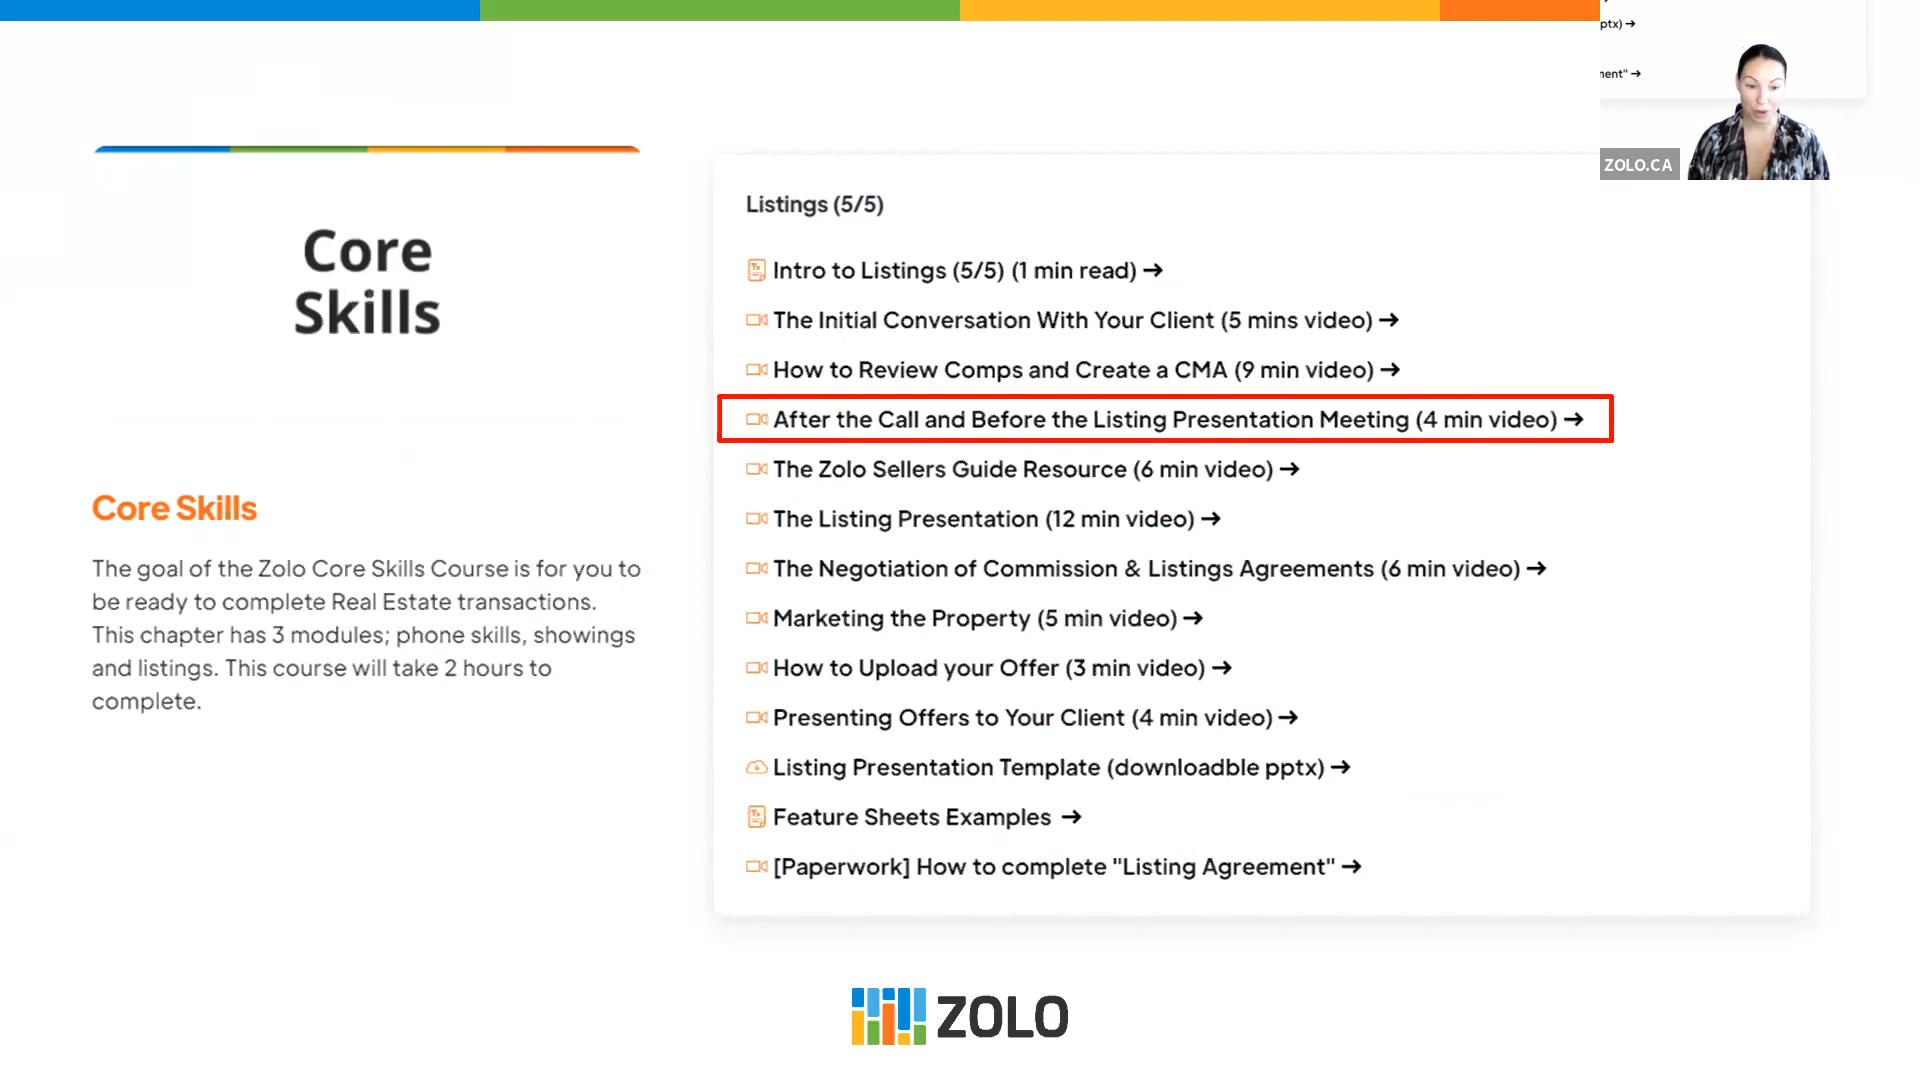 ptx) →
ment" →
ZOLO.CA
Core
Skills
Core Skills
The goal of the Zolo Core Skills Course is for you to
be ready to complete Real Estate transactions.
This chapter has 3 modules; phone skills, showings
and listings. This course will take 2 hours to
complete.
Listings (5/5)
Intro to Listings (5/5) (1 min read) →
The Initial Conversation With Your Client (5 mins video) →
How to Review Comps and Create a CMA (9 min video) →
After the Call and Before the Listing Presentation Meeting (4 min video) →
The Zolo Sellers Guide Resource (6 min video) →
The Listing Presentation (12 min video) →
The Negotiation of Commission & Listings Agreements (6 min video) →
Marketing the Property (5 min video) →
How to Upload your Offer (3 min video) →
Presenting Offers to Your Client (4 min video) →
Listing Presentation Template (downloadble pptx) →
Feature Sheets Examples →
[Paperwork] How to complete "Listing Agreement" →
ZOLO